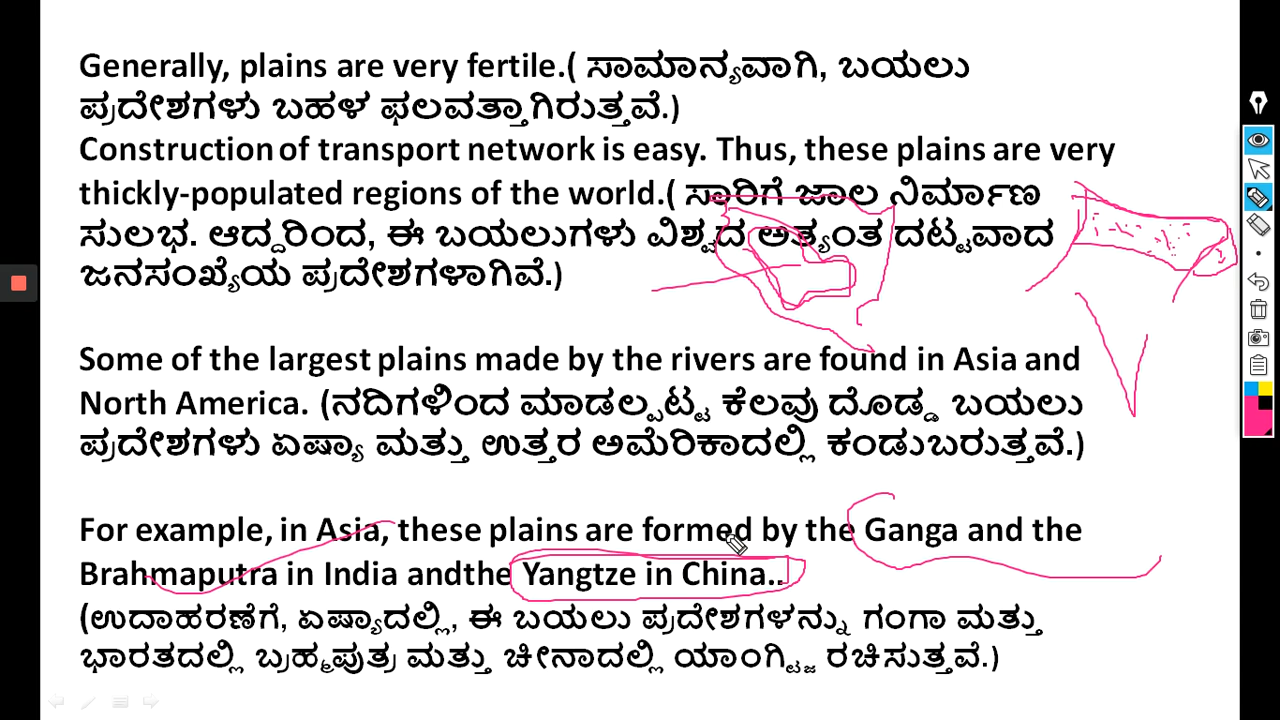 Generally, plains are very fertile.( ಸಾಮಾನ್ಯವಾಗಿ, ಬಯಲು
ಪ್ರದೇಶಗಳು ಬಹಳ ಫಲವತ್ತಾಗಿರುತ್ತವೆ.)
Construction of transport network is easy. Thus, these plains are very
thickly-populated regions of the world.( ಸಾರಿಗೆ ಜಾಲ ನಿರ್ಮಾಣ
ಸುಲಭ. ಆದ್ದರಿಂದ, ಈ ಬಯಲುಗಳು ವಿಶ್ವದ ಅತ್ಯಂತ ದಟ್ಟವಾದ
ಜನಸಂಖ್ಯೆಯ ಪ್ರದೇಶಗಳಾಗಿವೆ.)
Some of the largest plains made by the rivers are found in Asia and
North America. (ನದಿಗಳಿಂದ ಮಾಡಲ್ಪಟ್ಟ ಕೆಲವು ದೊಡ್ಡ ಬಯಲು
ಪ್ರದೇಶಗಳು ಏಷ್ಯಾ ಮತ್ತು ಉತ್ತರ ಅಮೆರಿಕಾದಲ್ಲಿ ಕಂಡುಬರುತ್ತವೆ.)
For example, in Asia, these plains are formed by the Ganga and the
Brahmaputra in India andthe Yangtze in China..
(ಉದಾಹರಣೆಗೆ, ಏಷ್ಯಾದಲ್ಲಿ, ಈ ಬಯಲು ಪ್ರದೇಶಗಳನ್ನು ಗಂಗಾ ಮತ್ತು
ಭಾರತದಲ್ಲಿ ಬ್ರಹ್ಮಪುತ್ರ ಮತ್ತು ಚೀನಾದಲ್ಲಿ ಯಾಂಗ್ಟ್ಜಿ ರಚಿಸುತ್ತವೆ.)